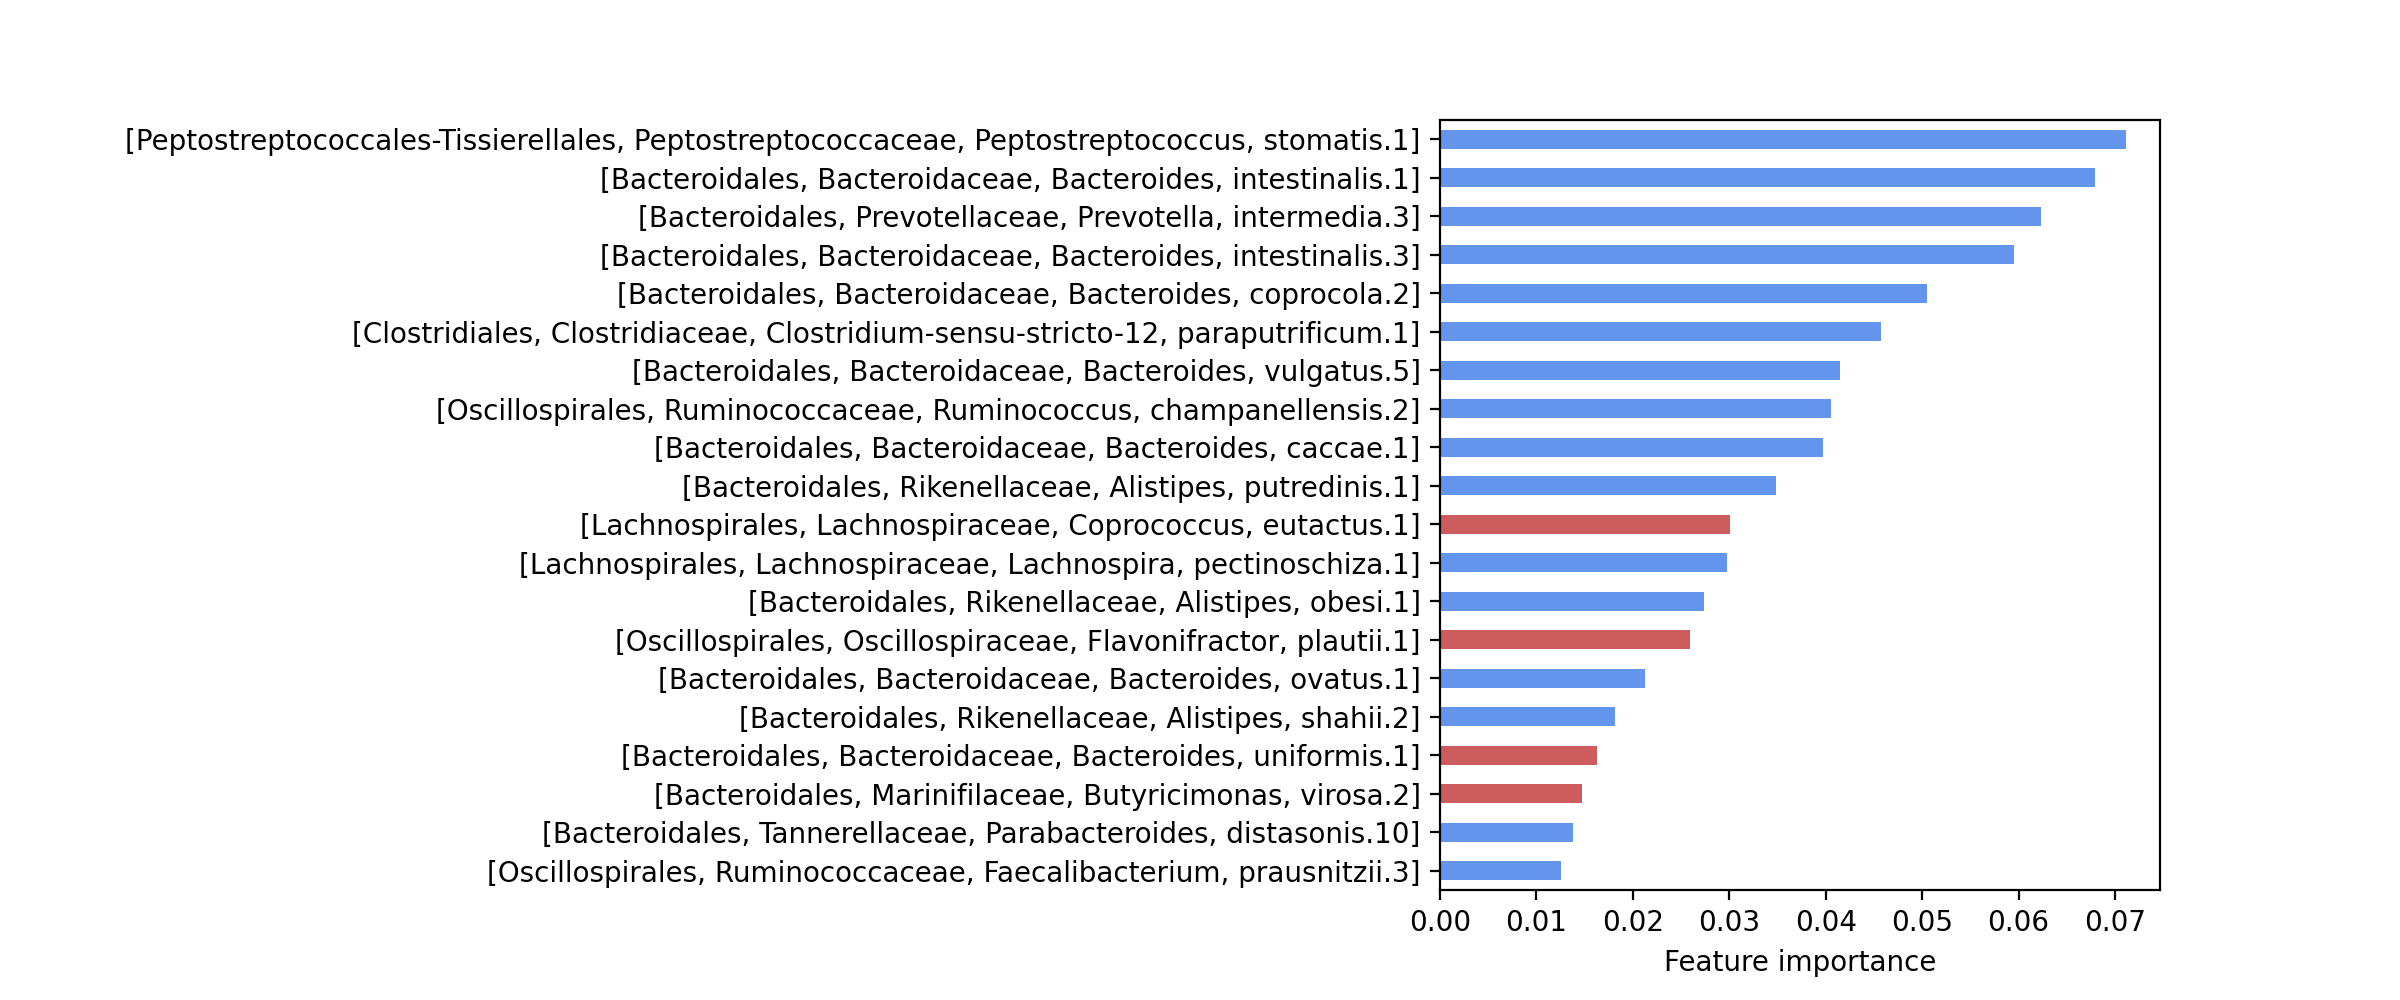 [Peptostreptococcales-Tissierellales, Peptostreptococcaceae, Peptostreptococcus, stomatis.1]
[Bacteroidales, Bacteroidaceae, Bacteroides, intestinalis.1]
[Bacteroidales, Prevotellaceae, Prevotella, intermedia.3]
[Bacteroidales, Bacteroidaceae, Bacteroides, intestinalis.3]
[Bacteroidales, Bacteroidaceae, Bacteroides, coprocola.2]
[Clostridiales, Clostridiaceae, Clostridium-sensu-stricto-12, paraputrificum.1]
[Bacteroidales, Bacteroidaceae, Bacteroides, vulgatus.5]
[Oscillospirales, Ruminococcaceae, Ruminococcus, champanellensis.2]
[Bacteroidales, Bacteroidaceae, Bacteroides, caccae.1]
[Bacteroidales, Rikenellaceae, Alistipes, putredinis.1]
[Lachnospirales, Lachnospiraceae, Coprococcus, eutactus.1]
[Lachnospirales, Lachnospiraceae, Lachnospira, pectinoschiza.1]
[Bacteroidales, Rikenellaceae, Alistipes, obesi.1]
[Oscillospirales, Oscillospiraceae, Flavonifractor, plautii.1]
[Bacteroidales, Bacteroidaceae, Bacteroides, ovatus.1]
[Bacteroidales, Rikenellaceae, Alistipes, shahii.2]
[Bacteroidales, Bacteroidaceae, Bacteroides, uniformis.1]
[Bacteroidales, Marinifilaceae, Butyricimonas, virosa.2]
[Bacteroidales, Tannerellaceae, Parabacteroides, distasonis.10]
[Oscillospirales, Ruminococcaceae, Faecalibacterium, prausnitzii.3]
0.00 0.01 0.02 0.03 0.04 0.05 0.06 0.07
Feature importance